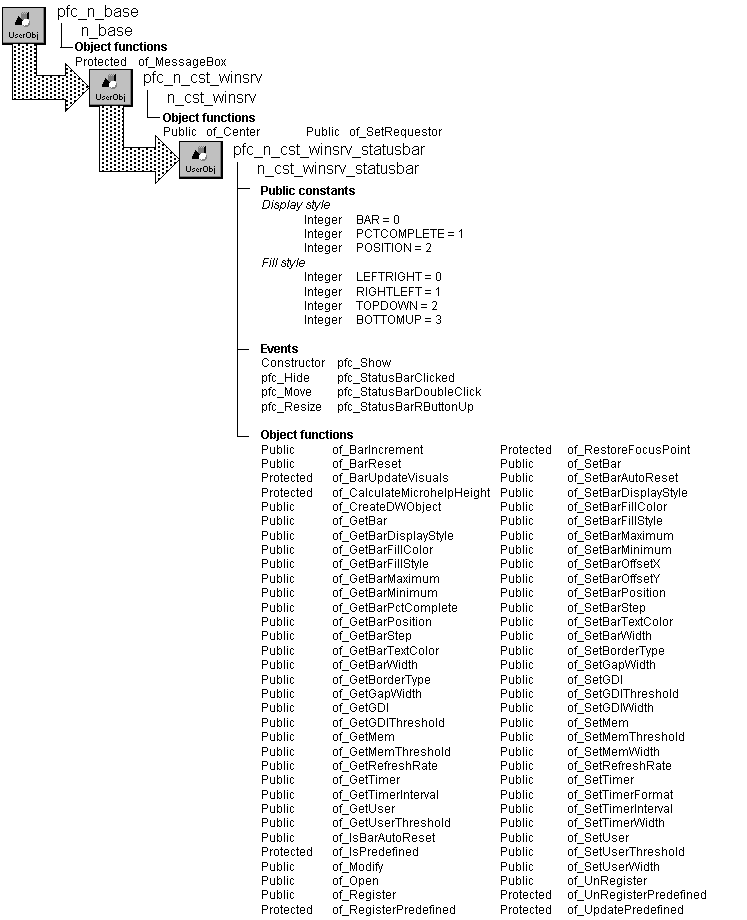 pfc_n_base
n_base
UserObj
Object functions
Protected of_MessageBox
pfc_n_cst_winsrv
n_cst_winsrv
UserObj
Object functions
Public of_Center Public of_SetRequestor
pfc_n_cst_winsrv_statusbar
n_cst_winsrv_statusbar
UserObj
Public constants
Display style
Integer BAR = 0
Integer PCTCOMPLETE = 1
Integer POSITION = 2
Fill style
Integer LEFTRIGHT = 0
Integer RIGHTLEFT = 1
Integer TOPDOWN = 2
Integer BOTTOMUP = 3
Events
Constructor pfc_Show
pfc_Hide pfc_StatusBarClicked
pfc_Move pfc_StatusBarDoubleClick
pfc_Resize pfc_StatusBarRButtonUp
Object functions
Public of_BarIncrement Protected of_RestoreFocusPoint
Public of_BarReset Public of_SetBar
Protected of_BarUpdateVisuals Public of_SetBarAutoReset
Protected of_CalculateMicrohelpHeight Public of_SetBarDisplayStyle
Public of_CreateDWObject Public of_SetBarFillColor
Public of_GetBar Public of_SetBarFillStyle
Public of_GetBarDisplayStyle Public of_SetBarMaximum
Public of_GetBarFillColor Public of_SetBarMinimum
Public of_GetBarFillStyle Public of_SetBarOffsetX
Public of_GetBarMaximum Public of_SetBarOffsetY
Public of_GetBarMinimum Public of_SetBarPosition
Public of_GetBarPctComplete Public of_SetBarStep
Public of_GetBarPosition Public of_SetBarTextColor
Public of_GetBarStep Public of_SetBarWidth
Public of_GetBarTextColor Public of_SetBorderType
Public of_GetBarWidth Public of_SetGapWidth
Public of_GetBorderType Public of_SetGDI
Public of_GetGapWidth Public of_SetGDIThreshold
Public of_GetGDI Public of_SetGDIWidth
Public of_GetGDIThreshold Public of_SetMem
Public of_GetMem Public of_SetMemThreshold
Public of_GetMemThreshold Public of_SetMemWidth
Public of_GetRefreshRate Public of_SetRefreshRate
Public of_GetTimer Public of_SetTimer
Public of_GetTimerInterval Public of_SetTimerFormat
Public of_GetUser Public of_SetTimerInterval
Public of_GetUserThreshold Public of_SetTimerWidth
Public of_IsBarAutoReset Public of_SetUser
Protected of_IsPredefined Public of_SetUserThreshold
Public of_Modify Public of_SetUserWidth
Public of_Open Public of_UnRegister
Public of_Register Protected of_UnRegisterPredefined
Protected of_RegisterPredefined Protected of_UpdatePredefined